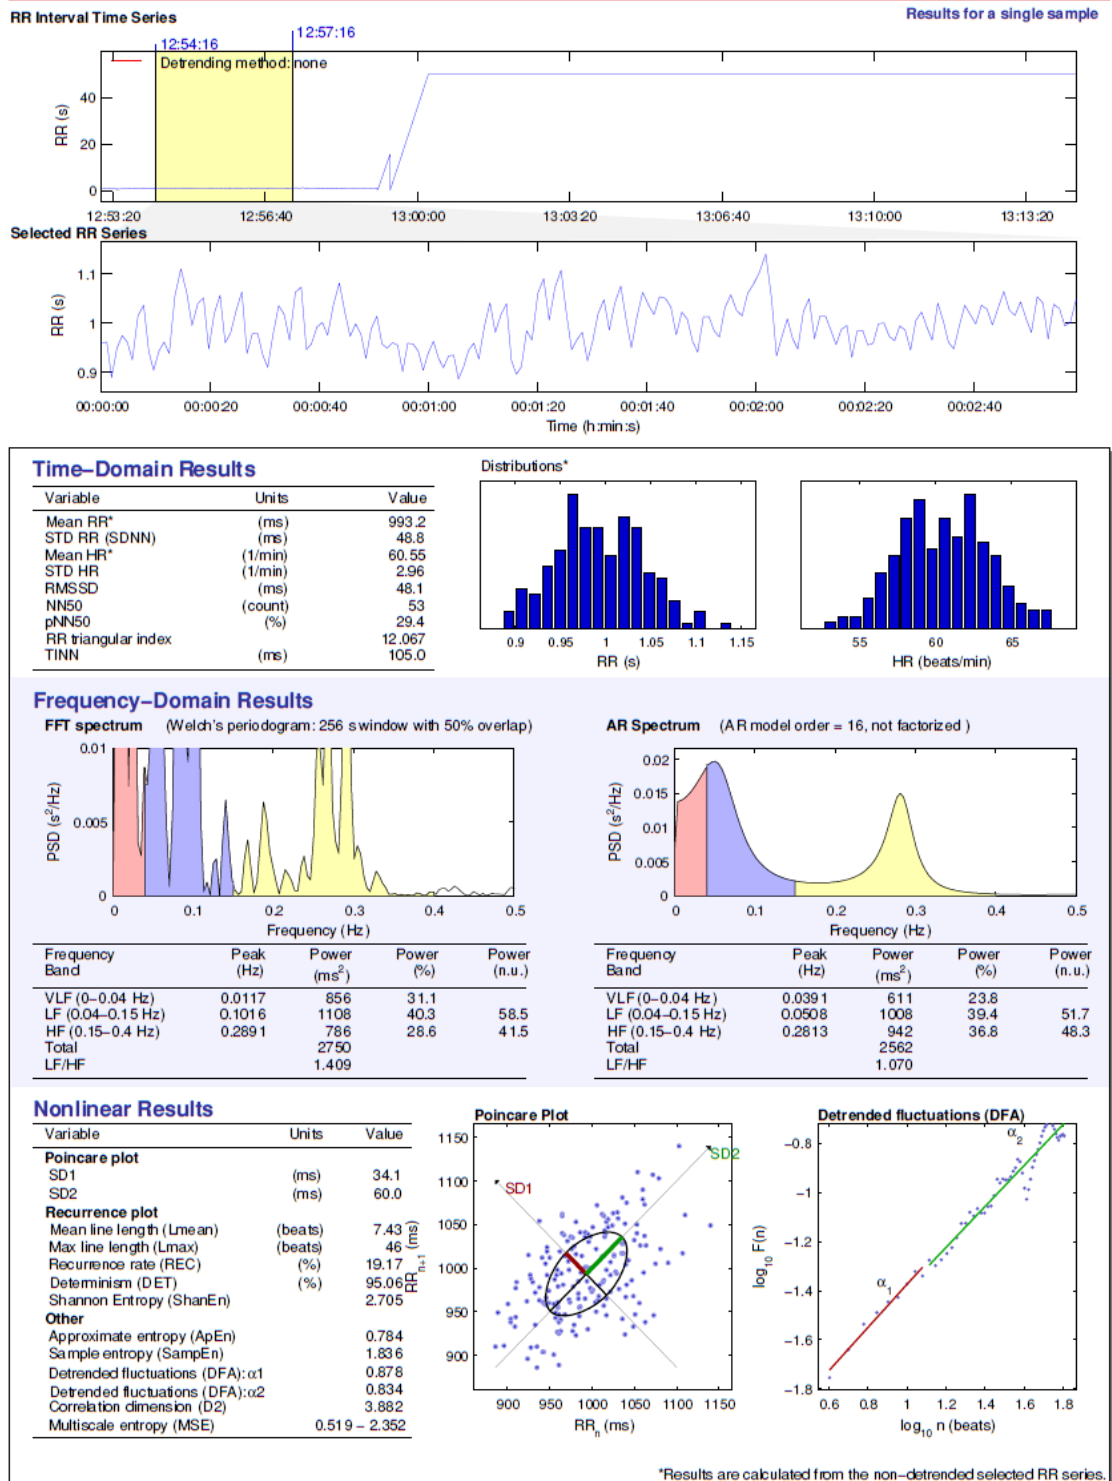 RR Interval Time Series
Results for a single sample
12:57:16
12:54:16
Detrending method: none
RR (s)
40
20
0
12:53:20 12:56:40 13:00:00 13:03:20 13:06:40 13:10:00 13:13:20
Selected RR Series
RR (s)
1.1
1
0.9
00:00:00 00:00:20 00:00:40 00:01:00 00:01:20 00:01:40 00:02:00 00:02:20 00:02:40
Time (h:min:s)
Time–Domain Results
Variable Units Value
Mean RR* (ms) 993.2
STD RR (SDNN) (ms) 48.8
Mean HR* (1/min) 60.55
STD HR (1/min) 2.96
RMSSD (ms) 48.1
NN50 (count) 53
pNN50 (%) 29.4
RR triangular index 12.067
TINN (ms) 105.0
Distributions*
0.9 0.95 1 1.05 1.1 1.15
RR (s)
55 60 65
HR (beats/min)
Frequency–Domain Results
FFT spectrum (Welch's periodogram: 256 s window with 50% overlap)
PSD (s²/Hz)
0.01
0.005
0
0 0.1 0.2 0.3 0.4 0.5
Frequency (Hz)
AR Spectrum (AR model order = 16, not factorized )
PSD (s²/Hz)
0.02
0.015
0.01
0.005
0
0 0.1 0.2 0.3 0.4 0.5
Frequency (Hz)
Frequency Peak Power Power Power
Band (Hz) (ms²) (%) (n.u.)
VLF (0–0.04 Hz) 0.0117 856 31.1
LF (0.04–0.15 Hz) 0.1016 1108 40.3 58.5
HF (0.15–0.4 Hz) 0.2891 786 28.6 41.5
Total 2750
LF/HF 1.409
Frequency Peak Power Power Power
Band (Hz) (ms²) (%) (n.u.)
VLF (0–0.04 Hz) 0.0391 611 23.8
LF (0.04–0.15 Hz) 0.0508 1008 39.4 51.7
HF (0.15–0.4 Hz) 0.2813 942 36.8 48.3
Total 2562
LF/HF 1.070
Nonlinear Results
Variable Units Value
Poincare plot
SD1 (ms) 34.1
SD2 (ms) 60.0
Recurrence plot
Mean line length (Lmean) (beats) 7.43
Max line length (Lmax) (beats) 46
Recurrence rate (REC) (%) 19.17
Determinism (DET) (%) 95.06
Shannon Entropy (ShanEn) 2.705
Other
Approximate entropy (ApEn) 0.784
Sample entropy (SampEn) 1.836
Detrended fluctuations (DFA): α1 0.878
Detrended fluctuations (DFA): α2 0.834
Correlation dimension (D2) 3.882
Multiscale entropy (MSE) 0.519 – 2.352
Poincare Plot
RRn+1 (ms)
1150
1100
1050
1000
950
900
SD1
SD2
900 950 1000 1050 1100 1150
RRn (ms)
Detrended fluctuations (DFA)
log10 F(n)
-0.8
-1
-1.2
-1.4
-1.6
-1.8
α1
α2
0.6 0.8 1 1.2 1.4 1.6 1.8
log10 n (beats)
*Results are calculated from the non-detrended selected RR series.